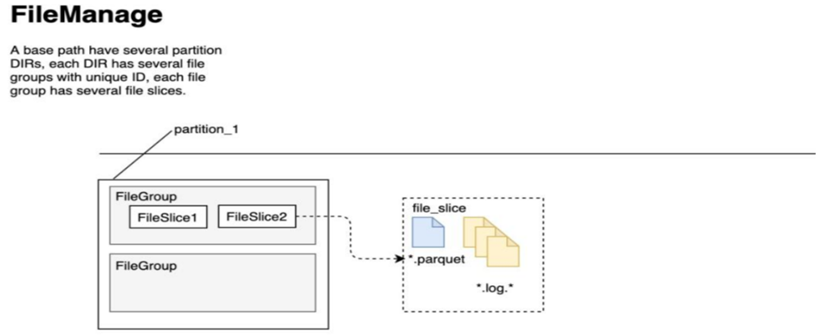 FileManage
A base path have several partition
DIRs, each DIR has several file
groups with unique ID, each file
group has several file slices.
partition_1
FileGroup
FileSlice1
FileSlice2
FileGroup
file_slice
*.parquet
*.log.*